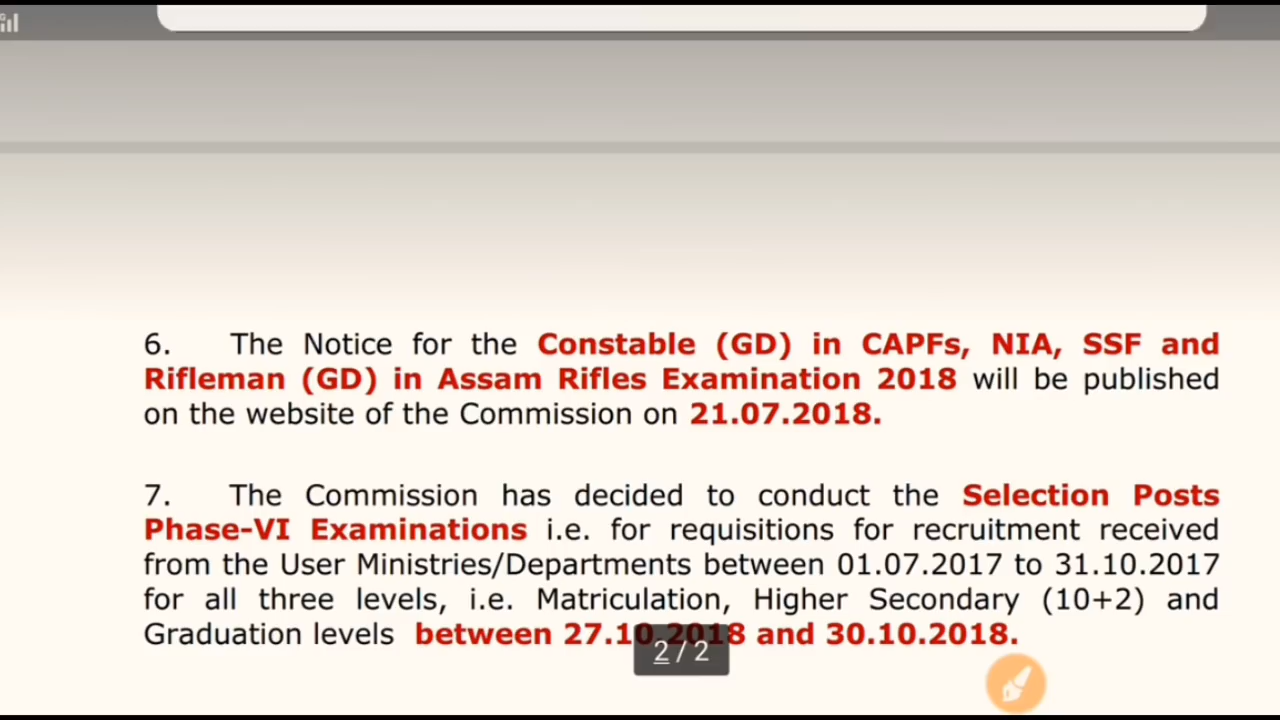 6. The Notice for the Constable (GD) in CAPFs, NIA, SSF and
Rifleman (GD) in Assam Rifles Examination 2018 will be published
on the website of the Commission on 21.07.2018.
7. The Commission has decided to conduct the Selection Posts
Phase-VI Examinations i.e. for requisitions for recruitment received
from the User Ministries/Departments between 01.07.2017 to 31.10.2017
for all three levels, i.e. Matriculation, Higher Secondary (10+2) and
Graduation levels between 27.10.2018 and 30.10.2018.
2 / 2